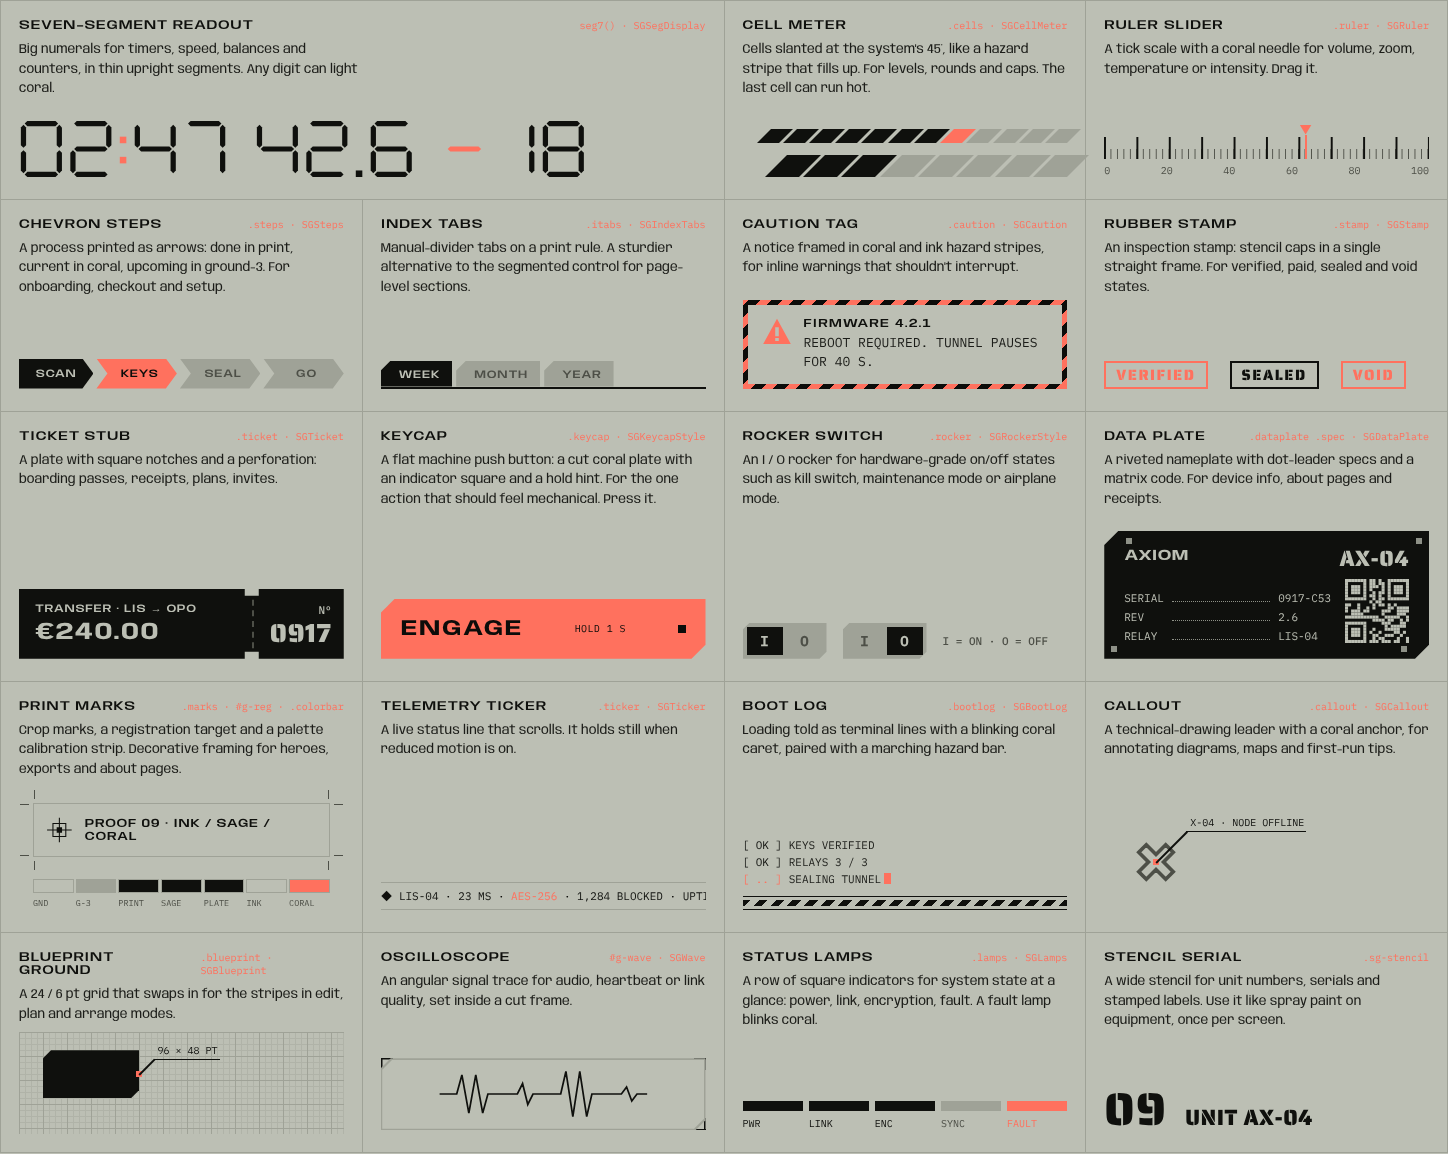 SEVEN-SEGMENT READOUT
seg7() · SGSegDisplay
Big numerals for timers, speed, balances and
counters, in thin upright segments. Any digit can light
coral.
02:47 42.6 – 18
CELL METER
.cells · SGCellMeter
Cells slanted at the system's 45°, like a hazard
stripe that fills up. For levels, rounds and caps. The
last cell can run hot.
RULER SLIDER
.ruler · SGRuler
A tick scale with a coral needle for volume, zoom,
temperature or intensity. Drag it.
0 20 40 60 80 100
CHEVRON STEPS
.steps · SGSteps
A process printed as arrows: done in print,
current in coral, upcoming in ground-3. For
onboarding, checkout and setup.
SCAN KEYS SEAL GO
INDEX TABS
.itabs · SGIndexTabs
Manual-divider tabs on a print rule. A sturdier
alternative to the segmented control for page-
level sections.
WEEK MONTH YEAR
CAUTION TAG
.caution · SGCaution
A notice framed in coral and ink hazard stripes,
for inline warnings that shouldn't interrupt.
FIRMWARE 4.2.1
REBOOT REQUIRED. TUNNEL PAUSES
FOR 40 S.
RUBBER STAMP
.stamp · SGStamp
An inspection stamp: stencil caps in a single
straight frame. For verified, paid, sealed and void
states.
VERIFIED SEALED VOID
TICKET STUB
.ticket · SGTicket
A plate with square notches and a perforation:
boarding passes, receipts, plans, invites.
TRANSFER · LIS → OPO
€240.00
Nº
0917
KEYCAP
.keycap · SGKeycapStyle
A flat machine push button: a cut coral plate with
an indicator square and a hold hint. For the one
action that should feel mechanical. Press it.
ENGAGE HOLD 1 S
ROCKER SWITCH
.rocker · SGRockerStyle
An I / O rocker for hardware-grade on/off states
such as kill switch, maintenance mode or airplane
mode.
I O I O I = ON · O = OFF
DATA PLATE
.dataplate .spec · SGDataPlate
A riveted nameplate with dot-leader specs and a
matrix code. For device info, about pages and
receipts.
AXIOM AX-04
SERIAL 0917-C53
REV 2.6
RELAY LIS-04
PRINT MARKS
.marks · #g-reg · .colorbar
Crop marks, a registration target and a palette
calibration strip. Decorative framing for heroes,
exports and about pages.
PROOF 09 · INK / SAGE /
CORAL
GND G-3 PRINT SAGE PLATE INK CORAL
TELEMETRY TICKER
.ticker · SGTicker
A live status line that scrolls. It holds still when
reduced motion is on.
LIS-04 · 23 MS · AES-256 · 1,284 BLOCKED · UPTI
BOOT LOG
.bootlog · SGBootLog
Loading told as terminal lines with a blinking coral
caret, paired with a marching hazard bar.
[ OK ] KEYS VERIFIED
[ OK ] RELAYS 3 / 3
[ .. ] SEALING TUNNEL
CALLOUT
.callout · SGCallout
A technical-drawing leader with a coral anchor, for
annotating diagrams, maps and first-run tips.
X-04 · NODE OFFLINE
BLUEPRINT
GROUND
.blueprint ·
SGBlueprint
A 24 / 6 pt grid that swaps in for the stripes in edit,
plan and arrange modes.
96 × 48 PT
OSCILLOSCOPE
#g-wave · SGWave
An angular signal trace for audio, heartbeat or link
quality, set inside a cut frame.
STATUS LAMPS
.lamps · SGLamps
A row of square indicators for system state at a
glance: power, link, encryption, fault. A fault lamp
blinks coral.
PWR LINK ENC SYNC FAULT
STENCIL SERIAL
.sg-stencil
A wide stencil for unit numbers, serials and
stamped labels. Use it like spray paint on
equipment, once per screen.
09 UNIT AX-04